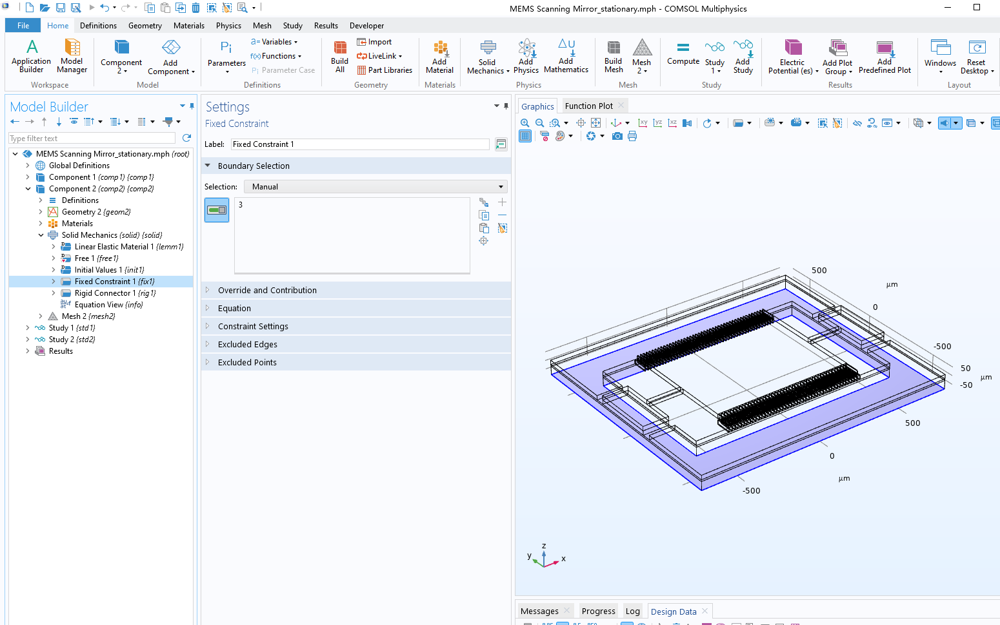 MEMS Scanning Mirror_stationary.mph - COMSOL Multiphysics
File Home Definitions Geometry Materials Physics Mesh Study Results Developer
Application Builder
Model Manager
Workspace
Component 2
Add Component
Model
Pi
Parameters
a= Variables
f(x) Functions
Pi Parameter Case
Definitions
Build All
Import
LiveLink
Part Libraries
Geometry
Add Material
Materials
Solid Mechanics
Add Physics
ΔU
Add Mathematics
Physics
Build Mesh
Mesh 2
Mesh
Compute
Study 1
Add Study
Study
Electric Potential (es)
Add Plot Group
Add Predefined Plot
Results
Windows
Reset Desktop
Layout
Model Builder
Type filter text
MEMS Scanning Mirror_stationary.mph (root)
Global Definitions
Component 1 (comp1) {comp1}
Component 2 (comp2) {comp2}
Definitions
Geometry 2 {geom2}
Materials
Solid Mechanics (solid) {solid}
Linear Elastic Material 1 {lemm1}
Free 1 {free1}
Initial Values 1 {init1}
Fixed Constraint 1 {fix1}
Rigid Connector 1 {rig1}
Equation View {info}
Mesh 2 {mesh2}
Study 1 {std1}
Study 2 {std2}
Results
Settings
Fixed Constraint
Label: Fixed Constraint 1
Boundary Selection
Selection: Manual
3
Override and Contribution
Equation
Constraint Settings
Excluded Edges
Excluded Points
Graphics Function Plot
xy yz xz
500
µm
0
-500
50
µm
-50
500
0
µm
-500
z
y
x
Messages Progress Log Design Data